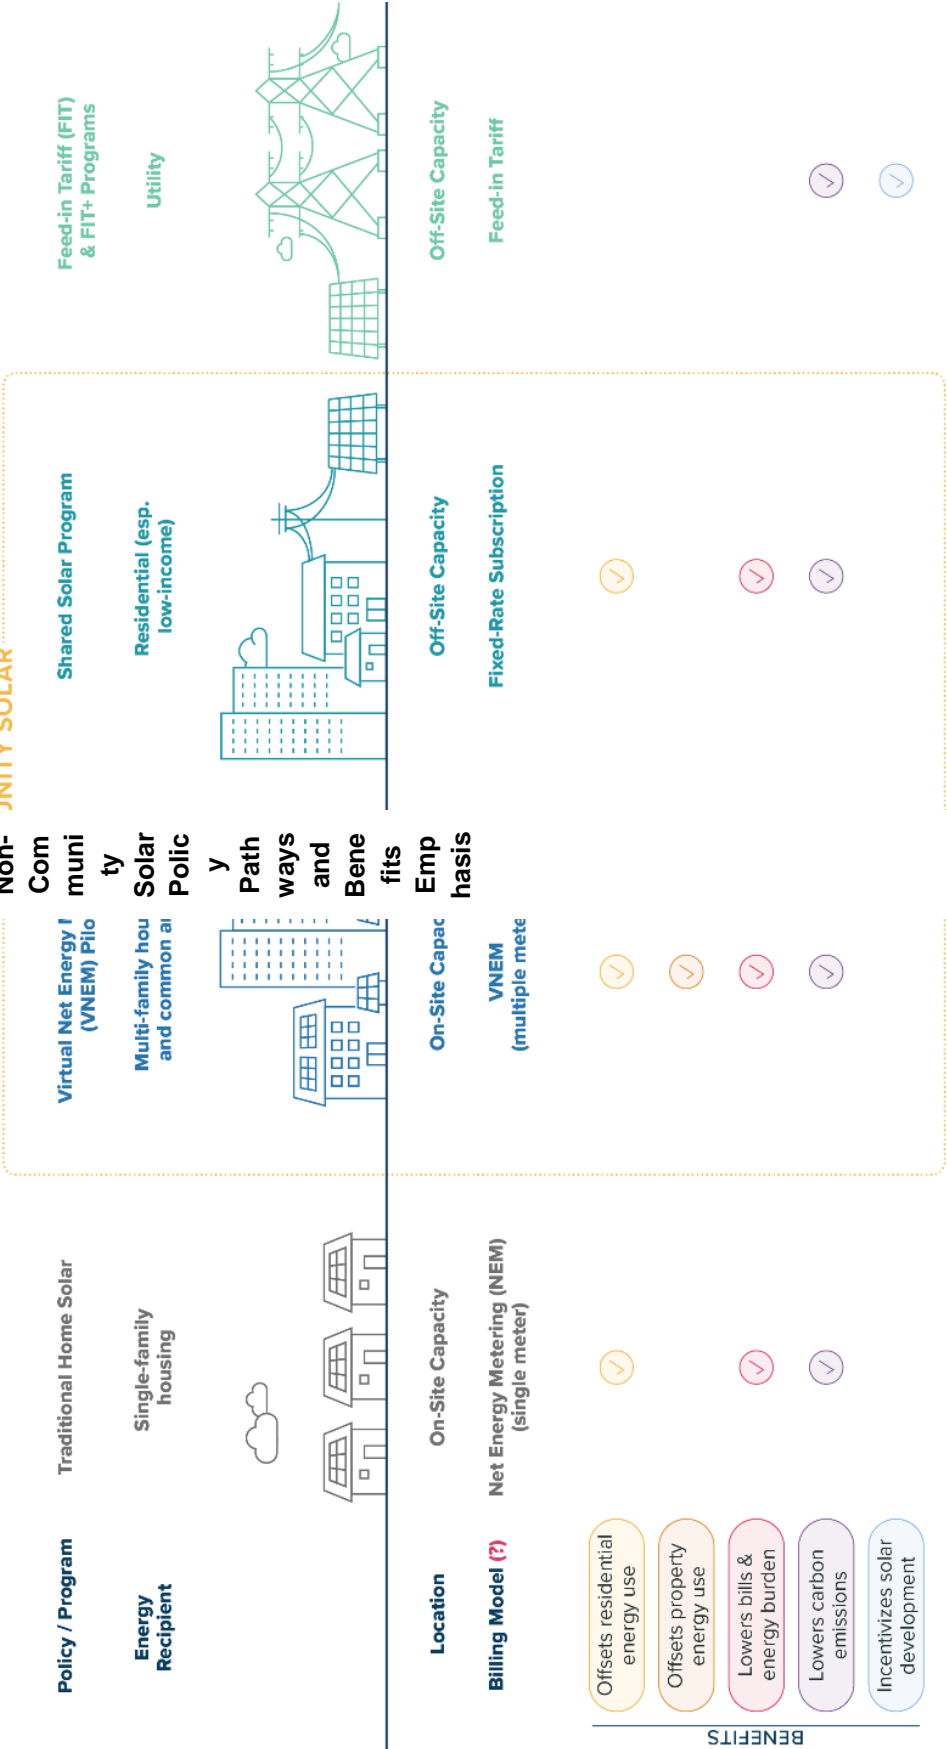 UNITY SOLAR
Policy / Program
Traditional Home Solar
Virtual Net Energy
(VNEM) Pilo
Shared Solar Program
Feed-in Tariff (FIT)
& FIT+ Programs
Energy
Recipient
Single-family
housing
Multi-family hou
and common a
Residential (esp.
low-income)
Utility
Non-
Com
muni
ty
Solar
Polic
y
Path
ways
and
Bene
fits
Emp
hasis
Location
On-Site Capacity
On-Site Capac
Off-Site Capacity
Off-Site Capacity
Billing Model (?)
Net Energy Metering (NEM)
(single meter)
VNEM
(multiple mete
Fixed-Rate Subscription
Feed-in Tariff
BENEFITS
Offsets residential
energy use
Offsets property
energy use
Lowers bills &
energy burden
Lowers carbon
emissions
Incentivizes solar
development